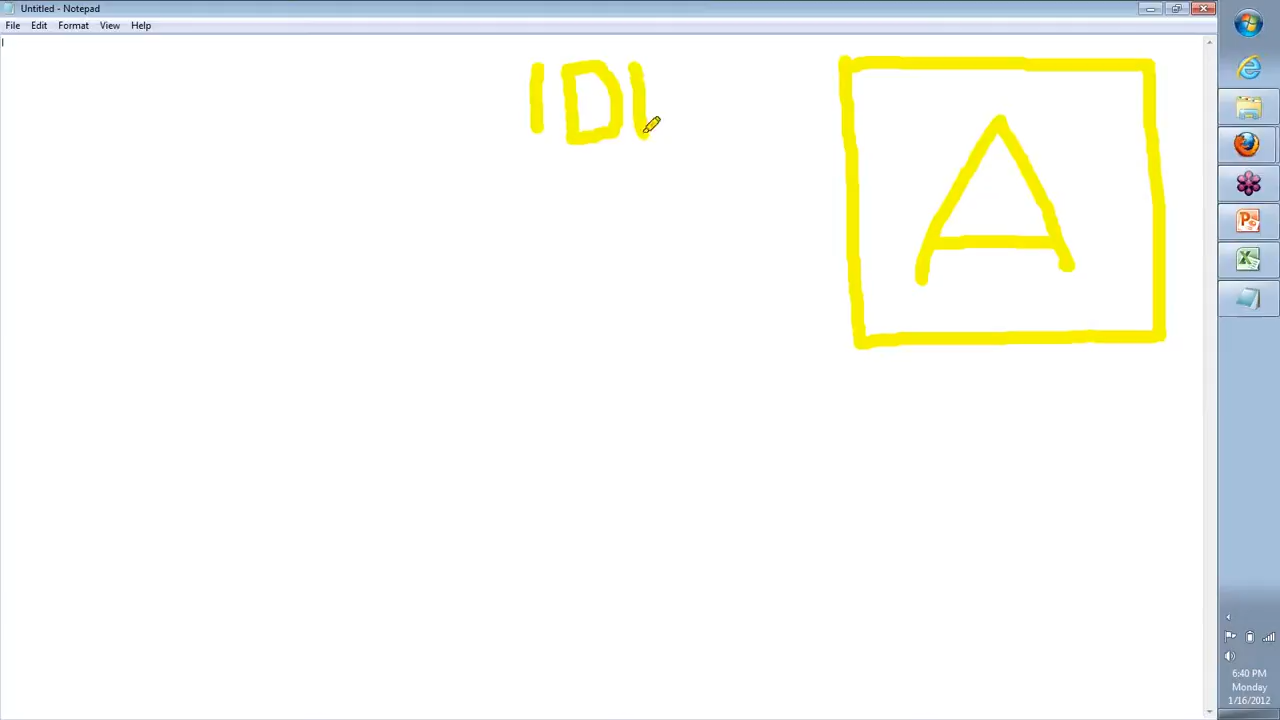 Untitled - Notepad
File Edit Format View Help
IDI
A
6:40 PM
Monday
1/16/2012